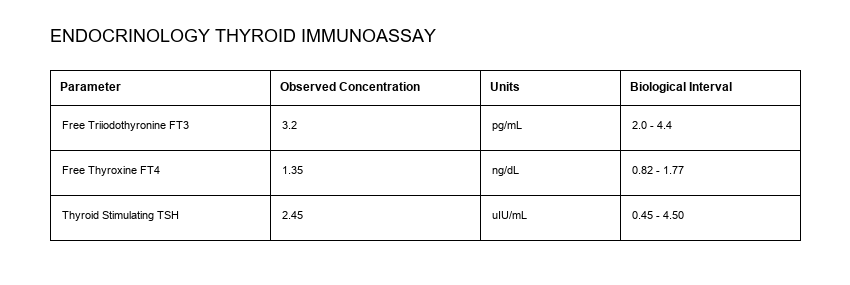 ENDOCRINOLOGY THYROID IMMUNOASSAY
Parameter Observed Concentration Units Biological Interval
Free Triiodothyronine FT3 3.2 pg/mL 2.0 - 4.4
Free Thyroxine FT4 1.35 ng/dL 0.82 - 1.77
Thyroid Stimulating TSH 2.45 uIU/mL 0.45 - 4.50